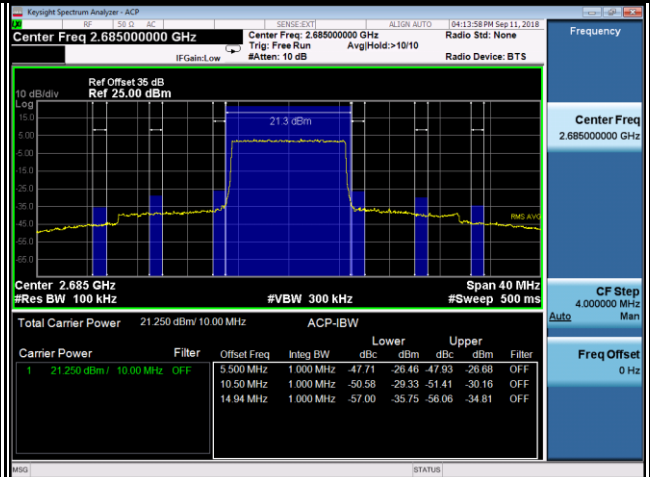 Keysight Spectrum Analyzer - ACP
RF 50 Ω AC SENSE:EXT ALIGN AUTO 04:13:58 PM Sep 11, 2018
Center Freq 2.685000000 GHz Center Freq: 2.685000000 GHz Radio Std: None
Trig: Free Run Avg|Hold:>10/10
IFGain:Low #Atten: 10 dB Radio Device: BTS
Ref Offset 35 dB
10 dB/div Ref 25.00 dBm
Log
15.0
21.3 dBm
5.00
-5.00
-15.0
-25.0
-35.0
RMS AVG
-45.0
-55.0
-65.0
Center 2.685 GHz Span 40 MHz
#Res BW 100 kHz #VBW 300 kHz #Sweep 500 ms
Total Carrier Power 21.250 dBm/ 10.00 MHz ACP-IBW
Lower Upper
Carrier Power Filter Offset Freq Integ BW dBc dBm dBc dBm Filter
1 21.250 dBm / 10.00 MHz OFF 5.500 MHz 1.000 MHz -47.71 -26.46 -47.93 -26.68 OFF
10.50 MHz 1.000 MHz -50.58 -29.33 -51.41 -30.16 OFF
14.94 MHz 1.000 MHz -57.00 -35.75 -56.06 -34.81 OFF
MSG STATUS
Frequency
Center Freq
2.685000000 GHz
CF Step
4.000000 MHz
Auto Man
Freq Offset
0 Hz